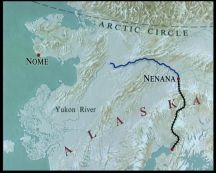 ARCTIC CIRCLE
NOME
NENANA
Yukon River
ALASKA